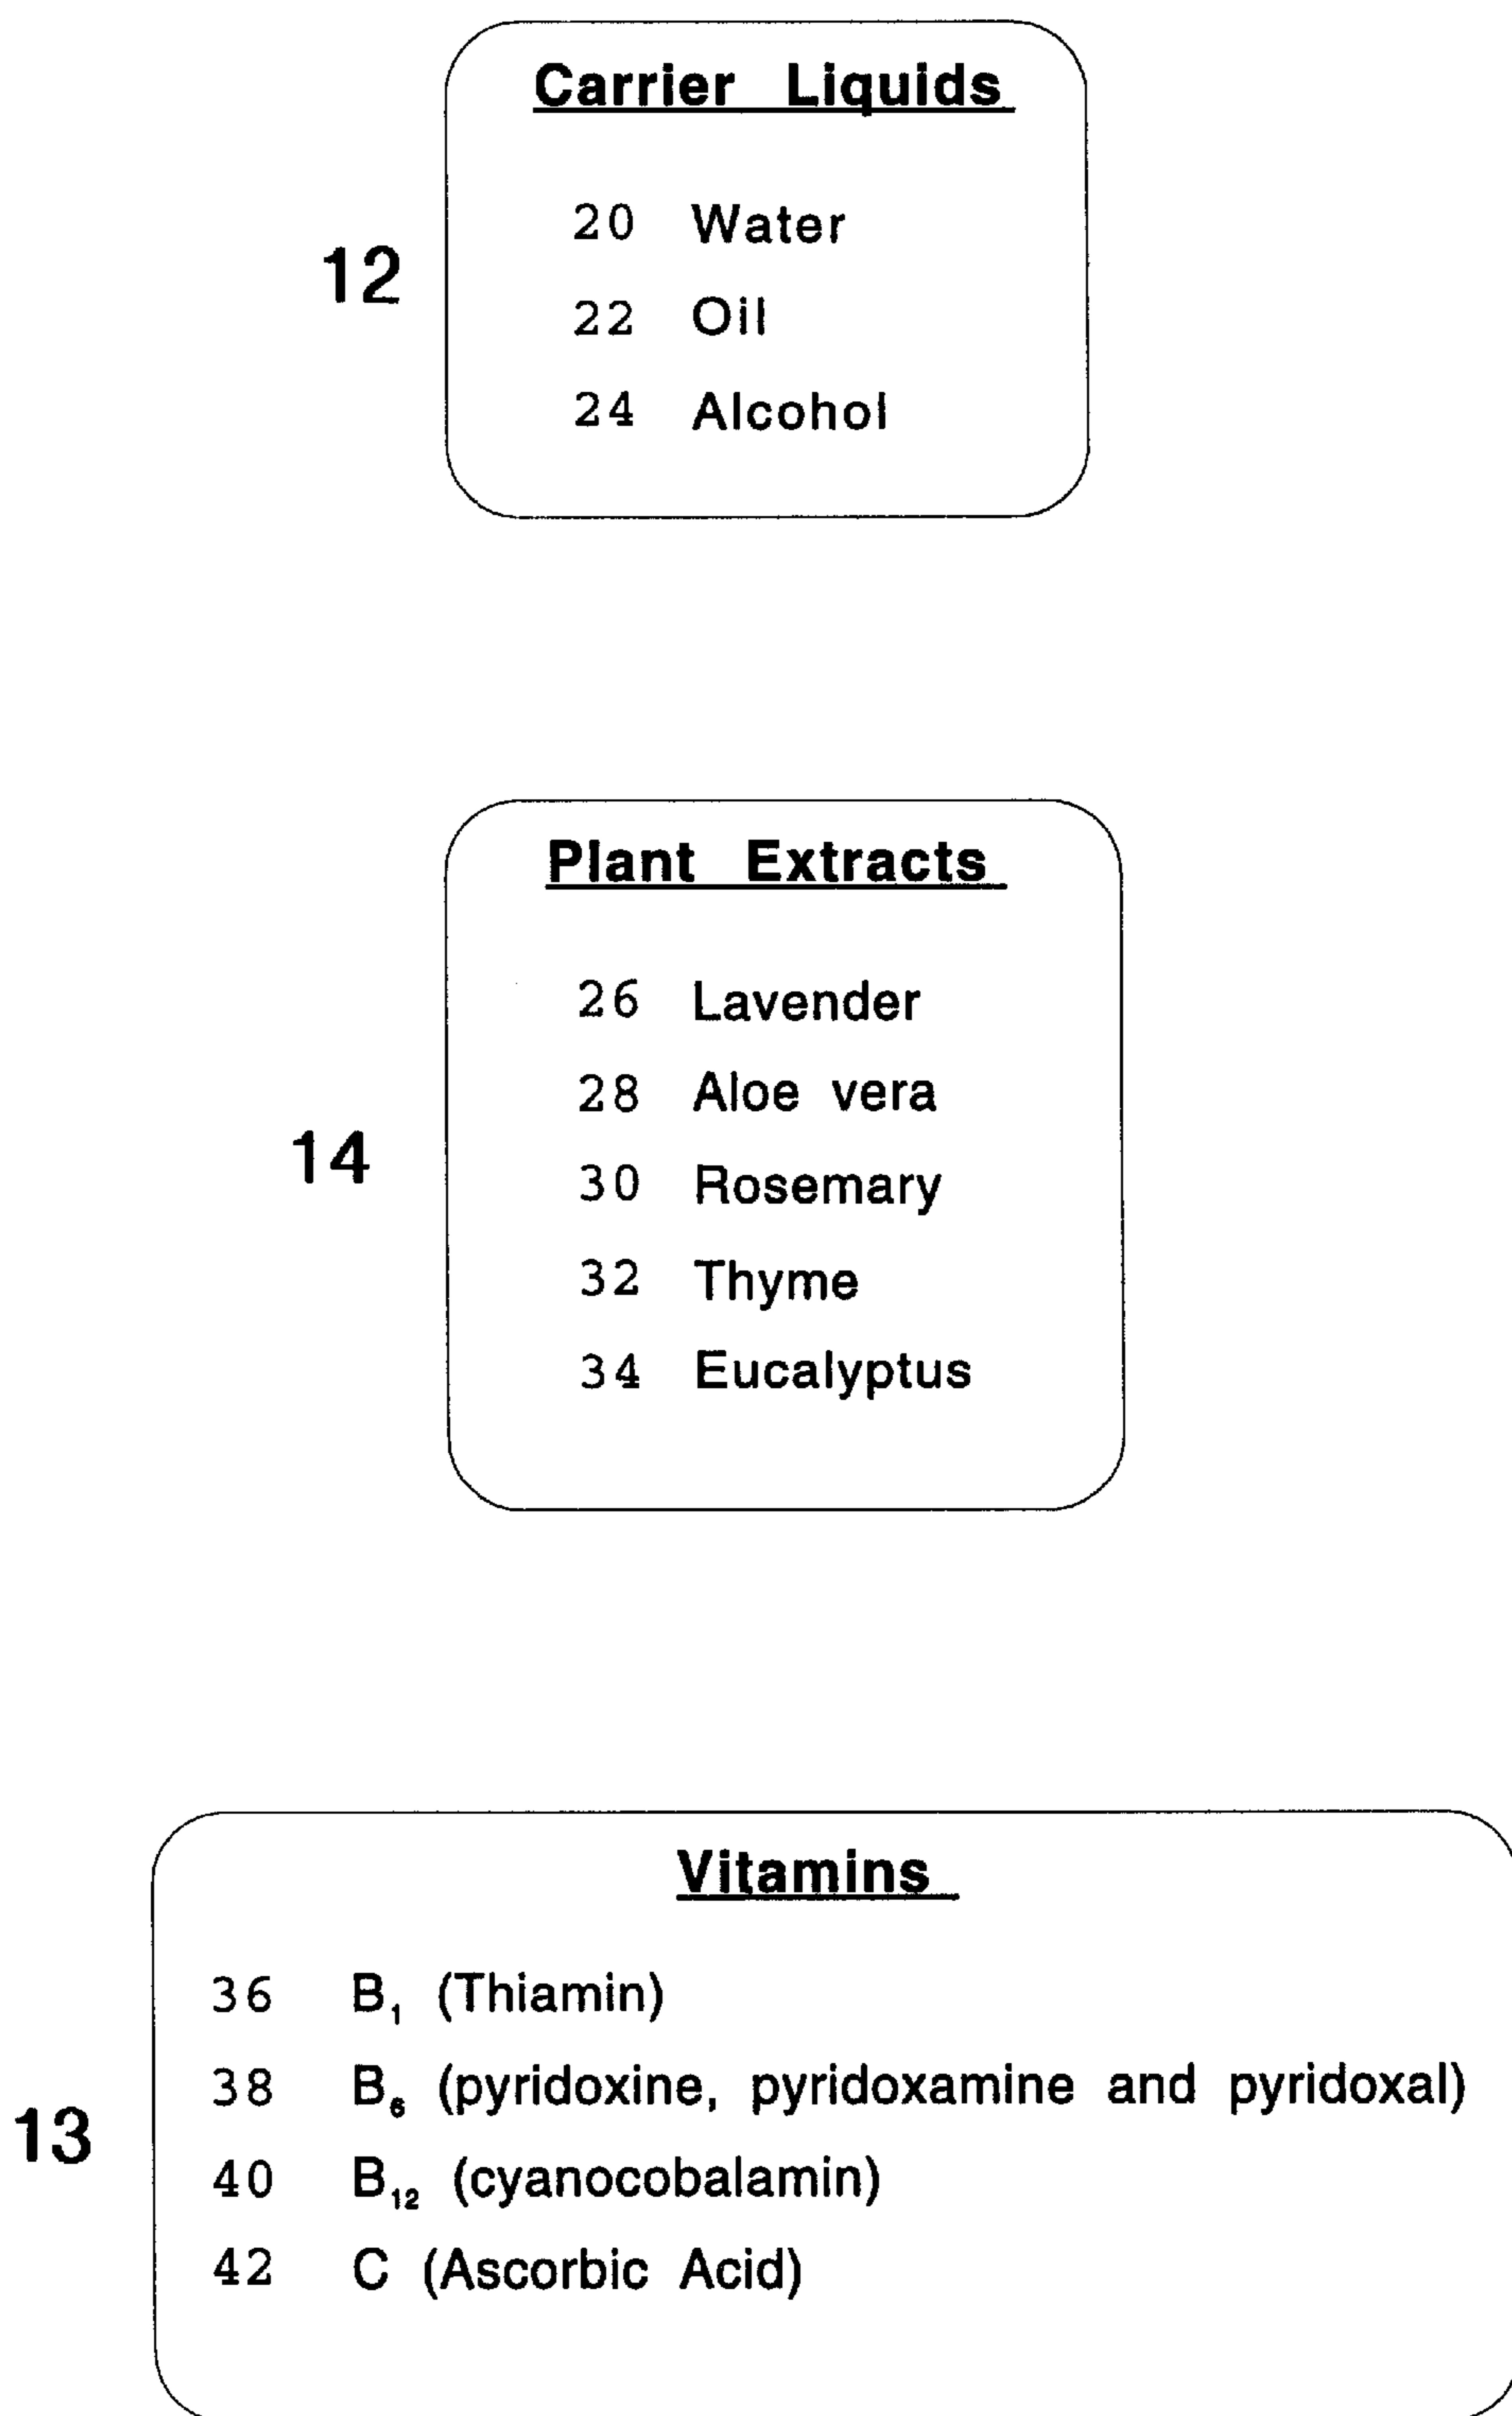 Carrier Liquids
12
20 Water
22 Oil
24 Alcohol
Plant Extracts
14
26 Lavender
28 Aloe vera
30 Rosemary
32 Thyme
34 Eucalyptus
Vitamins
13
36 B₁ (Thiamin)
38 B₆ (pyridoxine, pyridoxamine and pyridoxal)
40 B₁₂ (cyanocobalamin)
42 C (Ascorbic Acid)